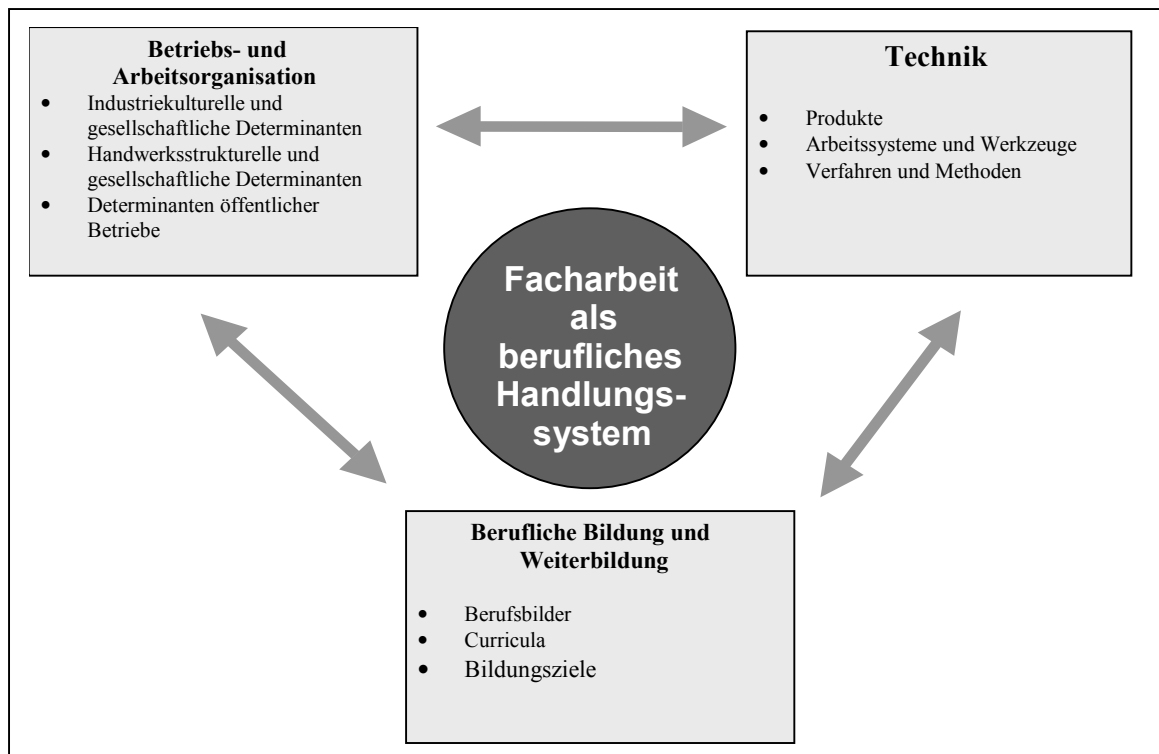 Betriebs- und
Arbeitsorganisation
• Industriekulturelle und
gesellschaftliche Determinanten
• Handwerksstrukturelle und
gesellschaftliche Determinanten
• Determinanten öffentlicher
Betriebe
Technik
• Produkte
• Arbeitssysteme und Werkzeuge
• Verfahren und Methoden
Facharbeit
als
berufliches
Handlungs-
system
Berufliche Bildung und
Weiterbildung
• Berufsbilder
• Curricula
• Bildungsziele